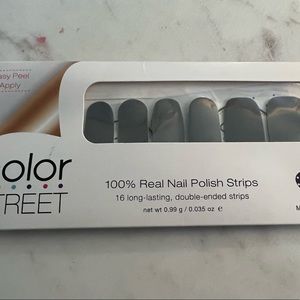 asy Peel
Apply
olor
TREET
100% Real Nail Polish Strips
16 long-lasting, double-ended strips
net wt 0.99 g / 0.035 oz e
M